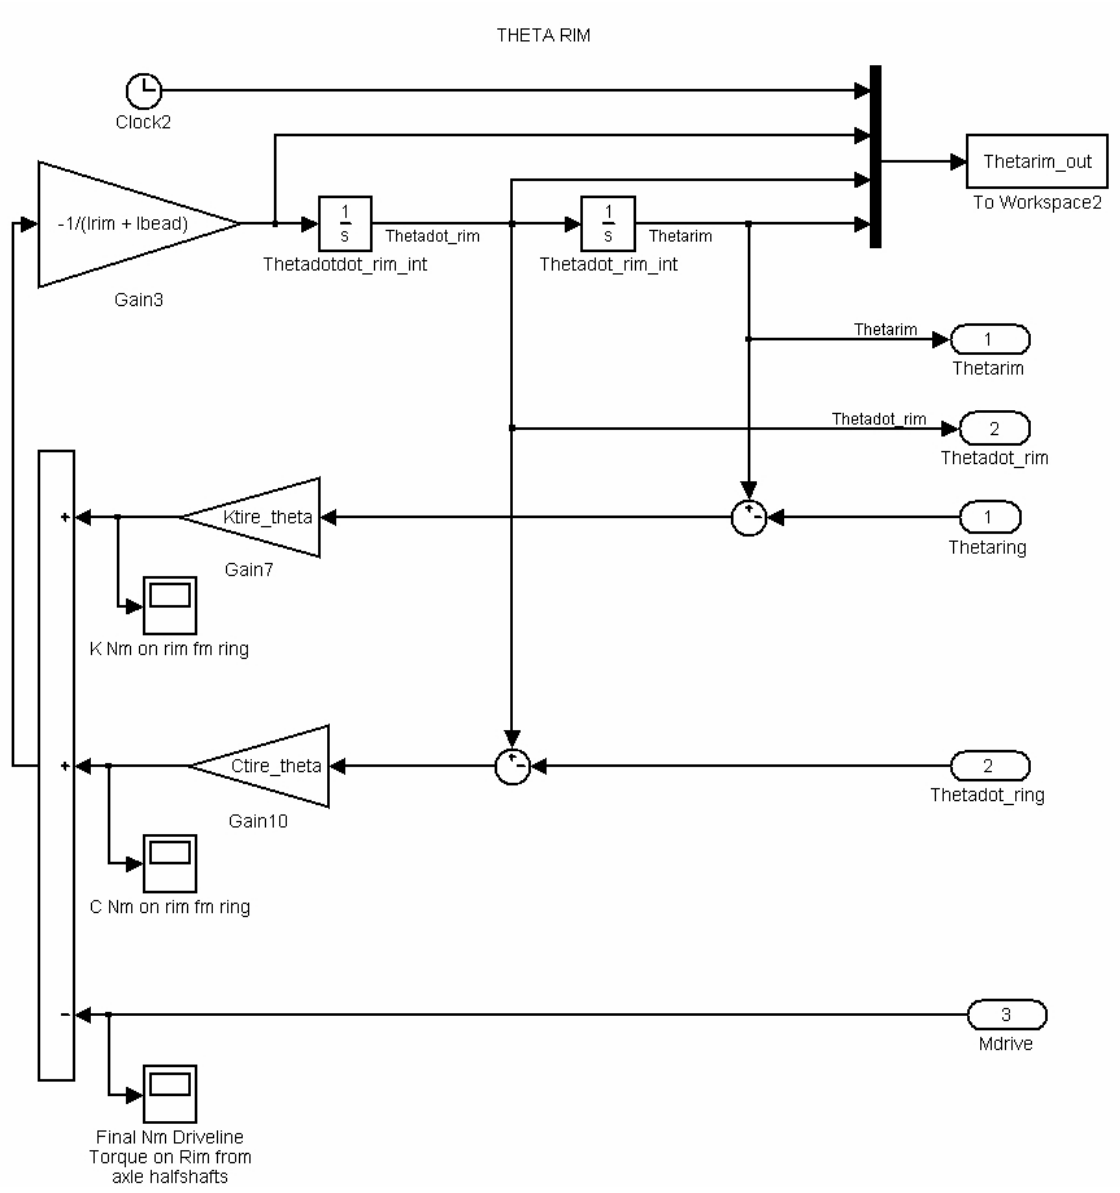 THETA RIM
Clock2
Thetarim_out
To Workspace2
-1/(Irim + Ibead)
Gain3
1
s
Thetadot_rim
Thetadotdot_rim_int
1
s
Thetarim
Thetadot_rim_int
Thetarim
1
Thetarim
Thetadot_rim
2
Thetadot_rim
+
Ktire_theta
Gain7
+
-
1
Thetaring
K Nm on rim fm ring
+
Ctire_theta
Gain10
+
-
2
Thetadot_ring
C Nm on rim fm ring
-
3
Mdrive
Final Nm Driveline
Torque on Rim from
axle halfshafts